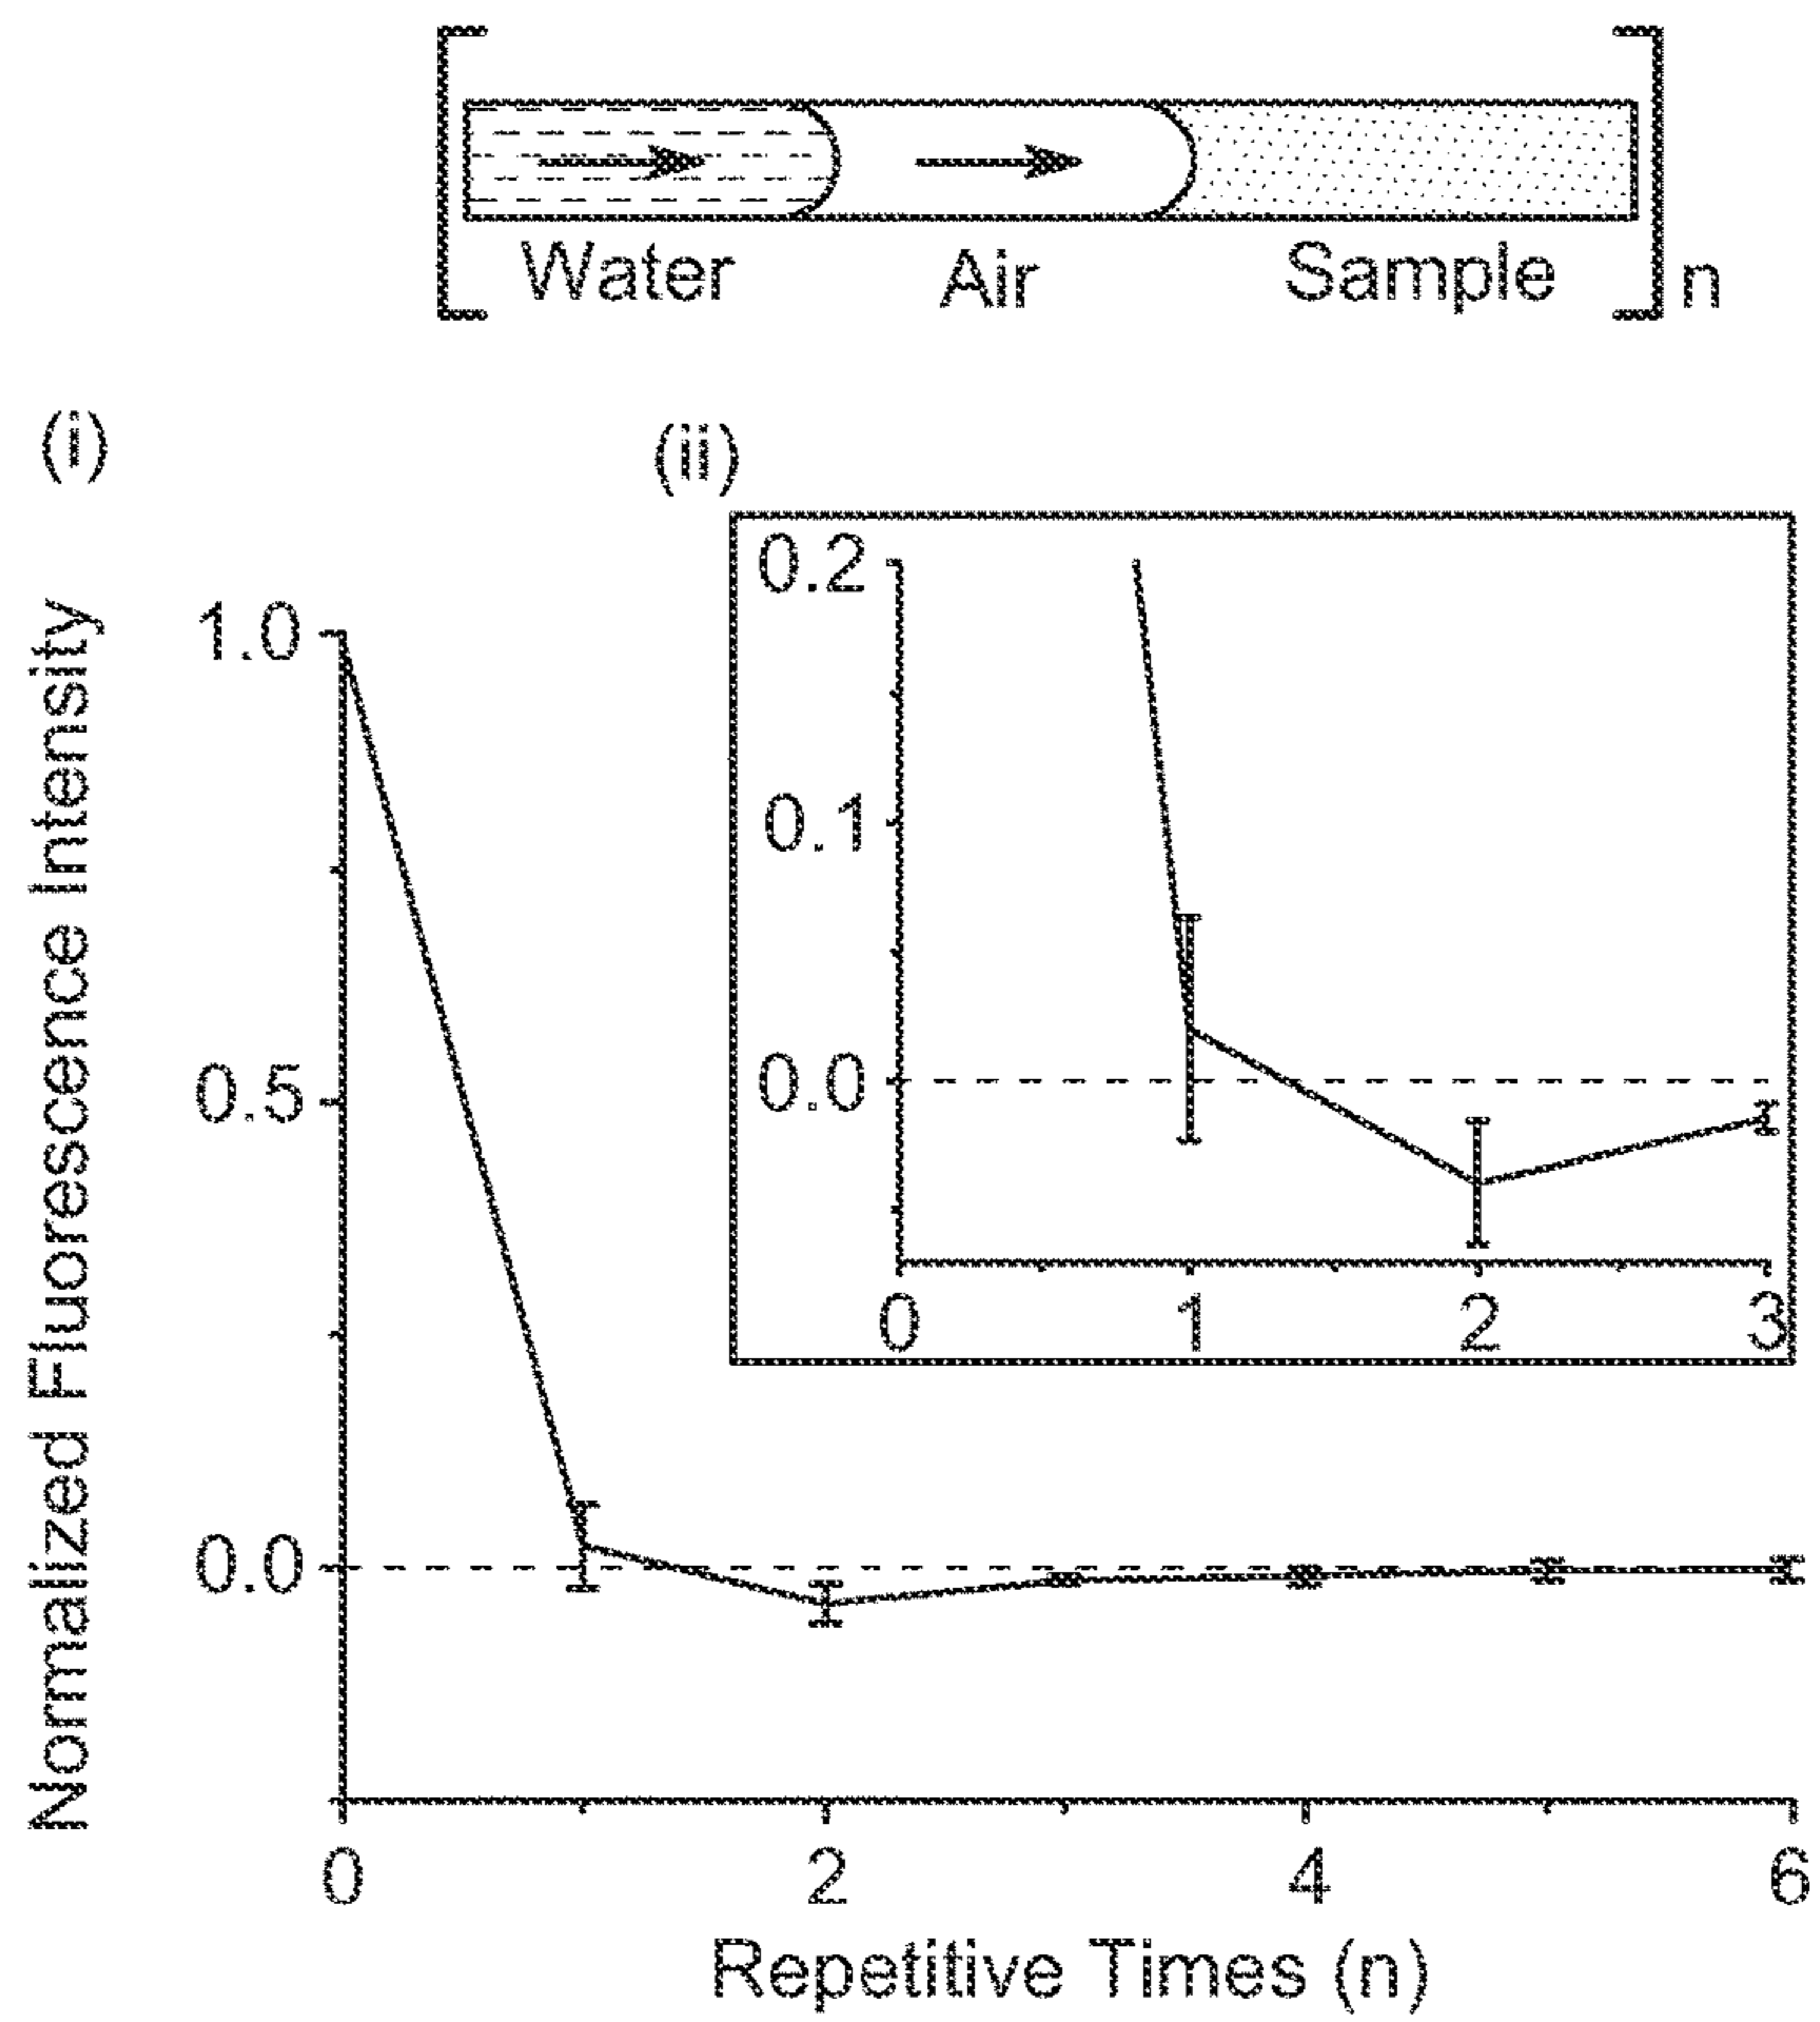 Water Air Sample n
(i) (ii)
Normalized Fluorescence Intensity
1.0
0.5
0.0
0.2
0.1
0.0
0 1 2 3
0 2 4 6
Repetitive Times (n)